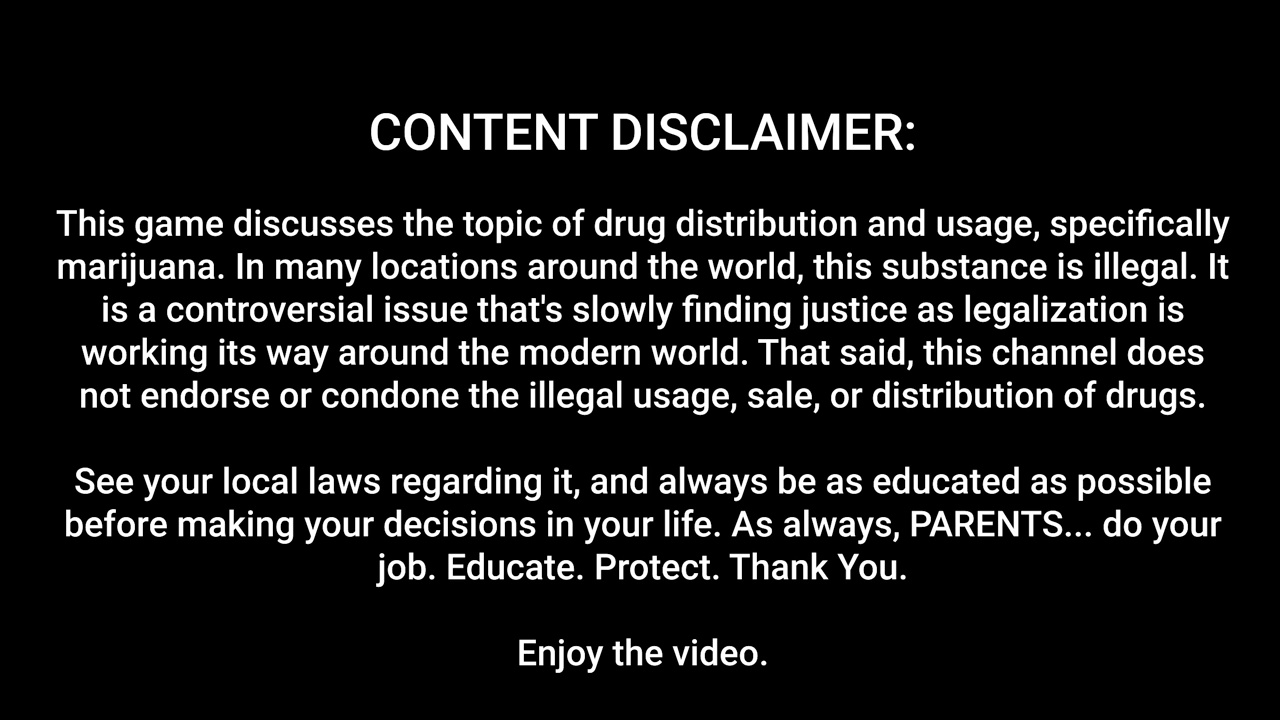 CONTENT DISCLAIMER:
This game discusses the topic of drug distribution and usage, specifically
marijuana. In many locations around the world, this substance is illegal. It
is a controversial issue that's slowly finding justice as legalization is
working its way around the modern world. That said, this channel does
not endorse or condone the illegal usage, sale, or distribution of drugs.
See your local laws regarding it, and always be as educated as possible
before making your decisions in your life. As always, PARENTS... do your
job. Educate. Protect. Thank You.
Enjoy the video.